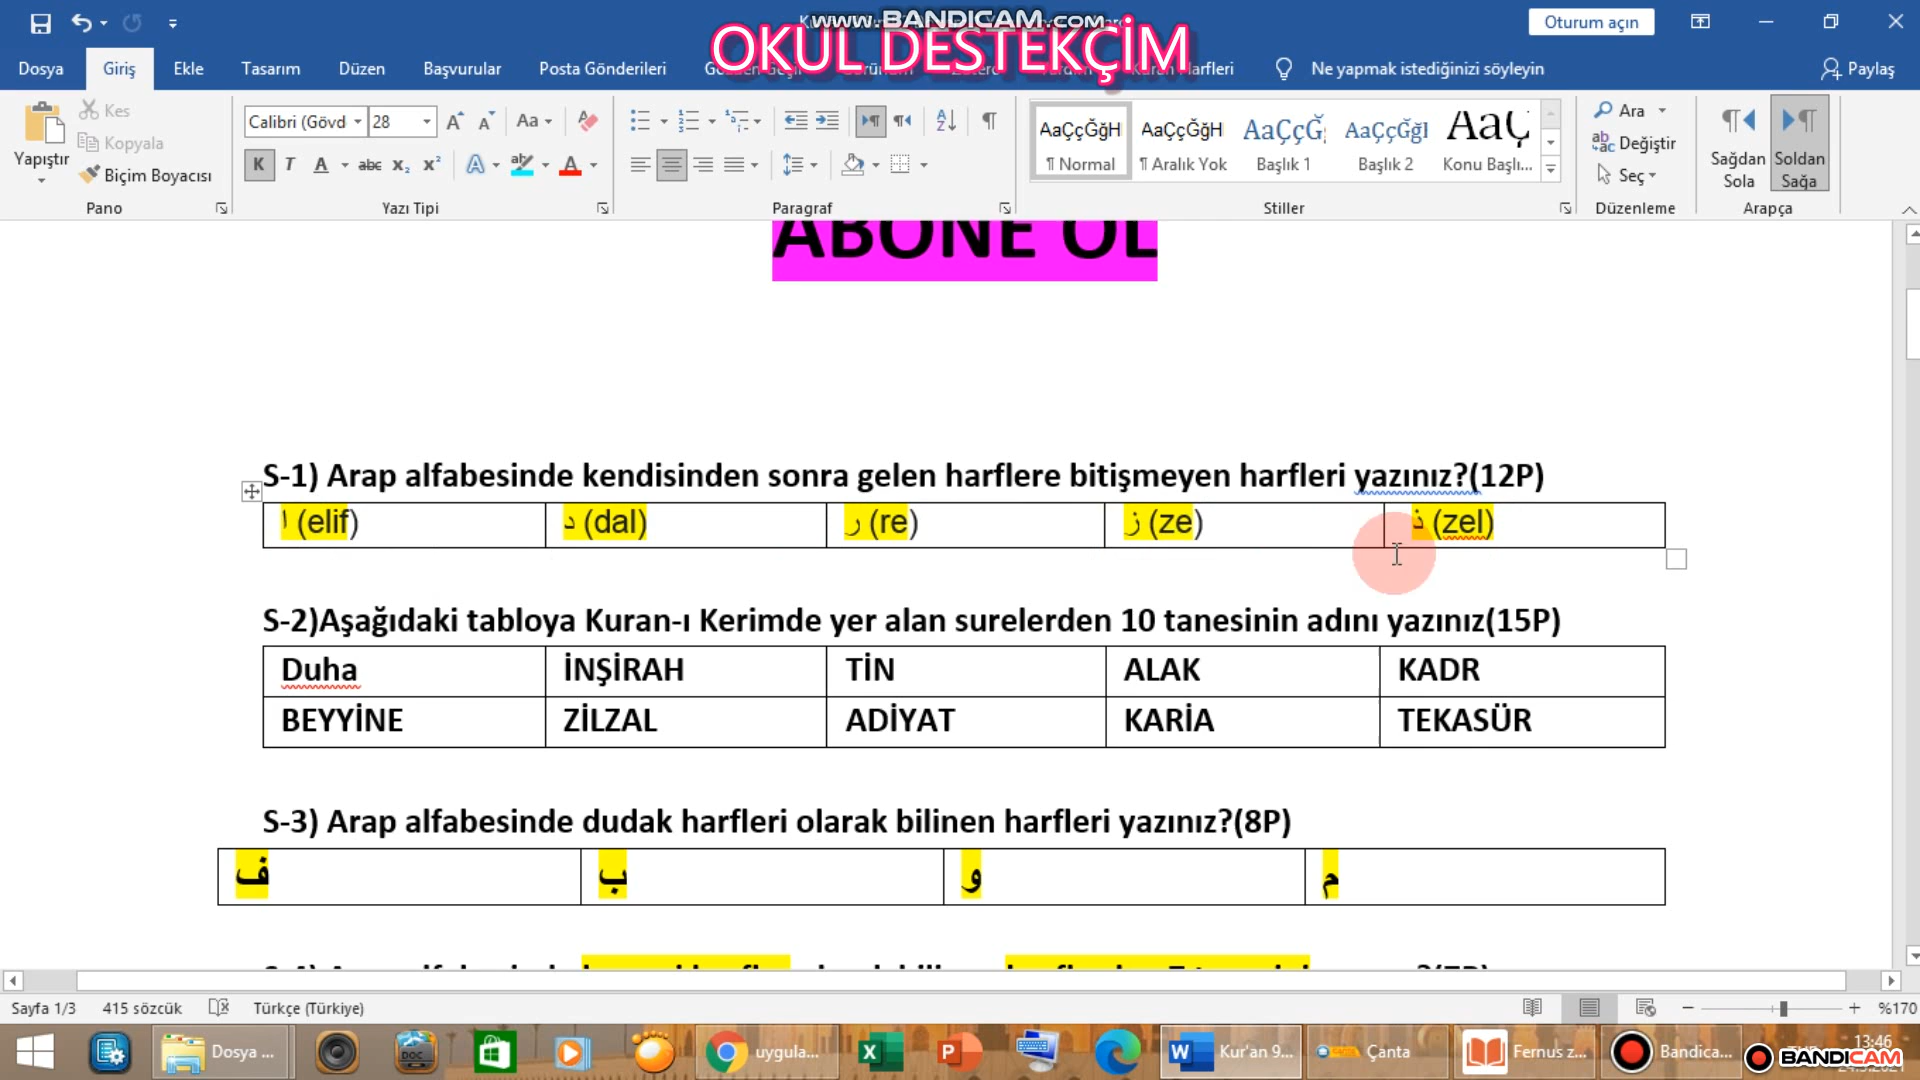 www.BANDICAM.com
OKUL DESTEKÇİM
Oturum açın
Dosya Giriş Ekle Tasarım Düzen Başvurular Posta Gönderileri Ne yapmak istediğinizi söyleyin Paylaş
Yapıştır
Kes
Kopyala
Biçim Boyacısı
Calibri (Gövd 28
AaÇçĞğH AaÇçĞğH AaÇçĞ AaÇçĞğI AaÇ
¶ Normal ¶ Aralık Yok Başlık 1 Başlık 2 Konu Başlı...
Ara
Değiştir
Seç
Sağdan Sola
Soldan Sağa
Pano Yazı Tipi Paragraf Stiller Düzenleme Arapça
ABONE OL
S-1) Arap alfabesinde kendisinden sonra gelen harflere bitişmeyen harfleri yazınız?(12P)
ا (elif) د (dal) ر (re) ز (ze) ذ (zel)
S-2)Aşağıdaki tabloya Kuran-ı Kerimde yer alan surelerden 10 tanesinin adını yazınız(15P)
Duha İNŞİRAH TİN ALAK KADR
BEYYİNE ZİLZAL ADİYAT KARİA TEKASÜR
S-3) Arap alfabesinde dudak harfleri olarak bilinen harfleri yazınız?(8P)
ف ب و م
Sayfa 1/3 415 sözcük Türkçe (Türkiye) %170
Dosya ... uygula... Kur'an 9... Çanta Fernus z... Bandica... 13:46
BANDICAM